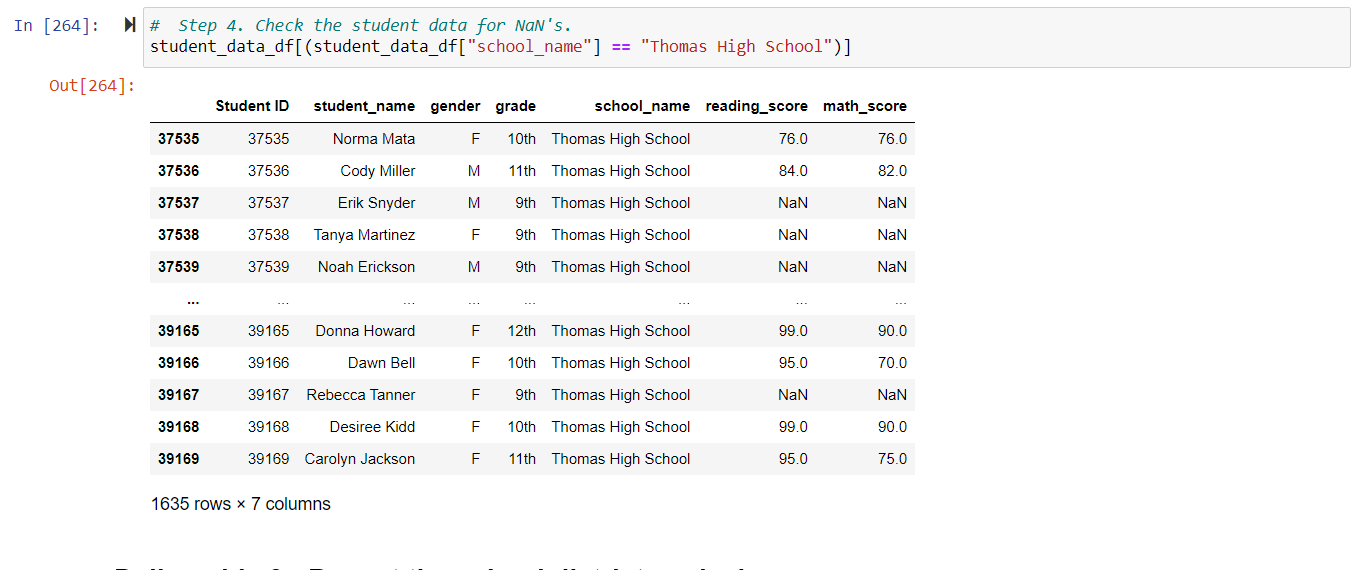 In [264]: # Step 4. Check the student data for NaN's.
student_data_df[(student_data_df["school_name"] == "Thomas High School")]
Out[264]:
Student ID student_name gender grade school_name reading_score math_score
37535 37535 Norma Mata F 10th Thomas High School 76.0 76.0
37536 37536 Cody Miller M 11th Thomas High School 84.0 82.0
37537 37537 Erik Snyder M 9th Thomas High School NaN NaN
37538 37538 Tanya Martinez F 9th Thomas High School NaN NaN
37539 37539 Noah Erickson M 9th Thomas High School NaN NaN
... ... ... ... ... ... ... ...
39165 39165 Donna Howard F 12th Thomas High School 99.0 90.0
39166 39166 Dawn Bell F 10th Thomas High School 95.0 70.0
39167 39167 Rebecca Tanner F 9th Thomas High School NaN NaN
39168 39168 Desiree Kidd F 10th Thomas High School 99.0 90.0
39169 39169 Carolyn Jackson F 11th Thomas High School 95.0 75.0
1635 rows × 7 columns